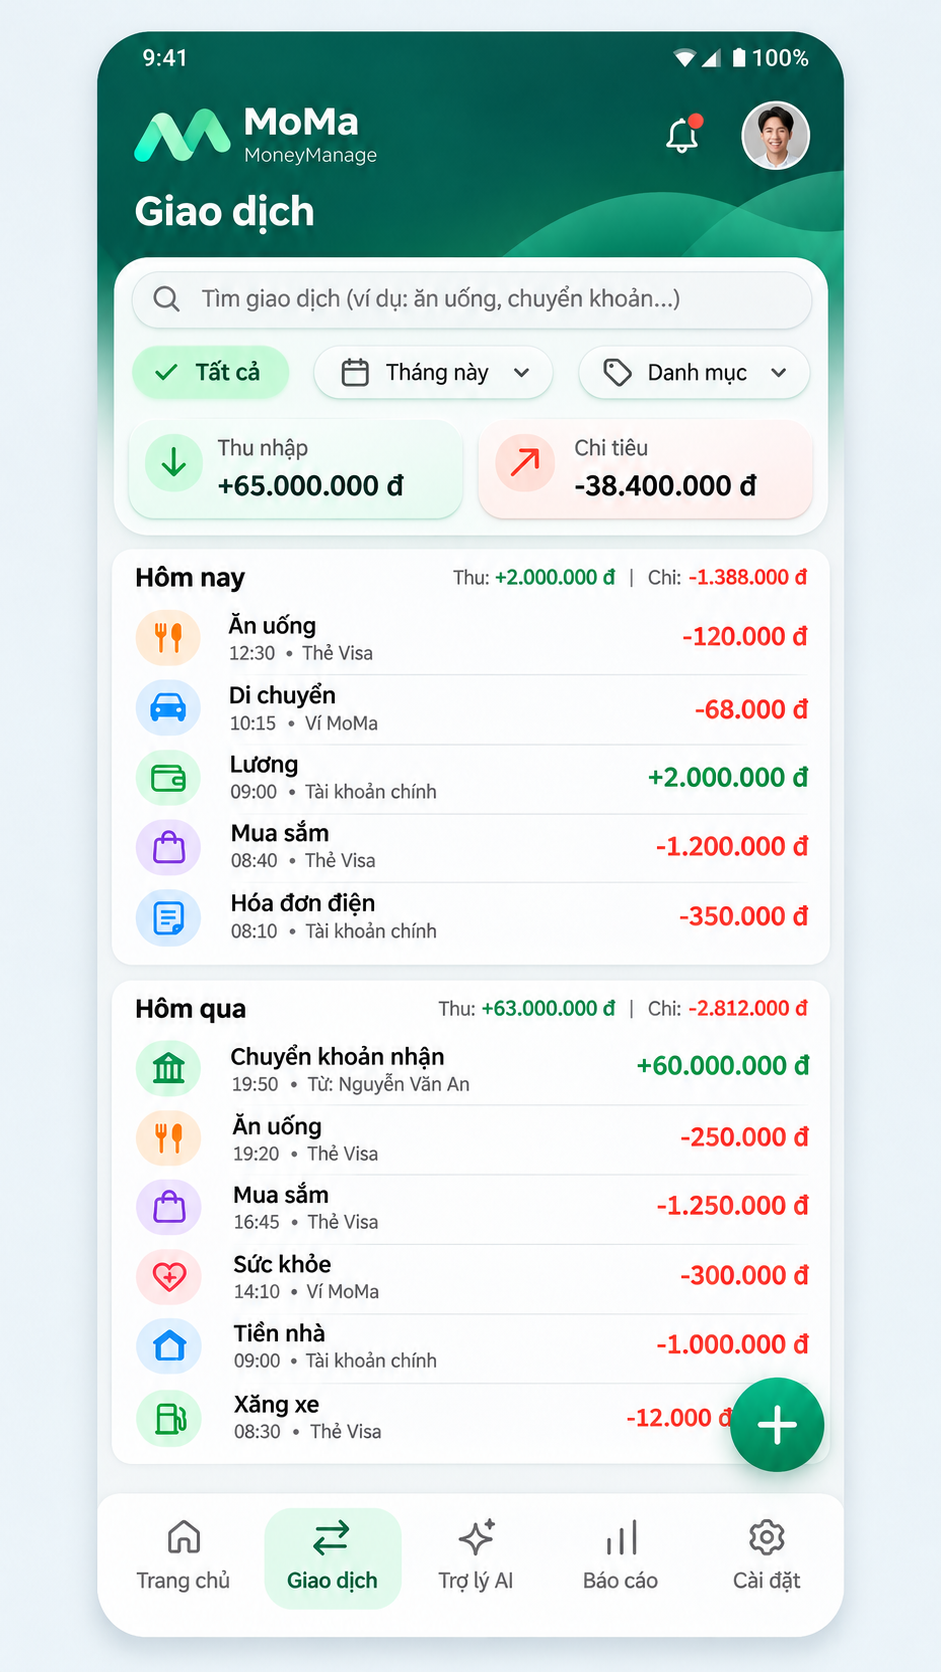 9:41
100%
MoMa
MoneyManage
Giao dịch
Tìm giao dịch (ví dụ: ăn uống, chuyển khoản...)
Tất cả
Tháng này
Danh mục
Thu nhập
+65.000.000 đ
Chi tiêu
-38.400.000 đ
Hôm nay
Thu: +2.000.000 đ | Chi: -1.388.000 đ
Ăn uống
12:30 • Thẻ Visa
-120.000 đ
Di chuyển
10:15 • Ví MoMa
-68.000 đ
Lương
09:00 • Tài khoản chính
+2.000.000 đ
Mua sắm
08:40 • Thẻ Visa
-1.200.000 đ
Hóa đơn điện
08:10 • Tài khoản chính
-350.000 đ
Hôm qua
Thu: +63.000.000 đ | Chi: -2.812.000 đ
Chuyển khoản nhận
19:50 • Từ: Nguyễn Văn An
+60.000.000 đ
Ăn uống
19:20 • Thẻ Visa
-250.000 đ
Mua sắm
16:45 • Thẻ Visa
-1.250.000 đ
Sức khỏe
14:10 • Ví MoMa
-300.000 đ
Tiền nhà
09:00 • Tài khoản chính
-1.000.000 đ
Xăng xe
08:30 • Thẻ Visa
-12.000 đ
Trang chủ
Giao dịch
Trợ lý AI
Báo cáo
Cài đặt